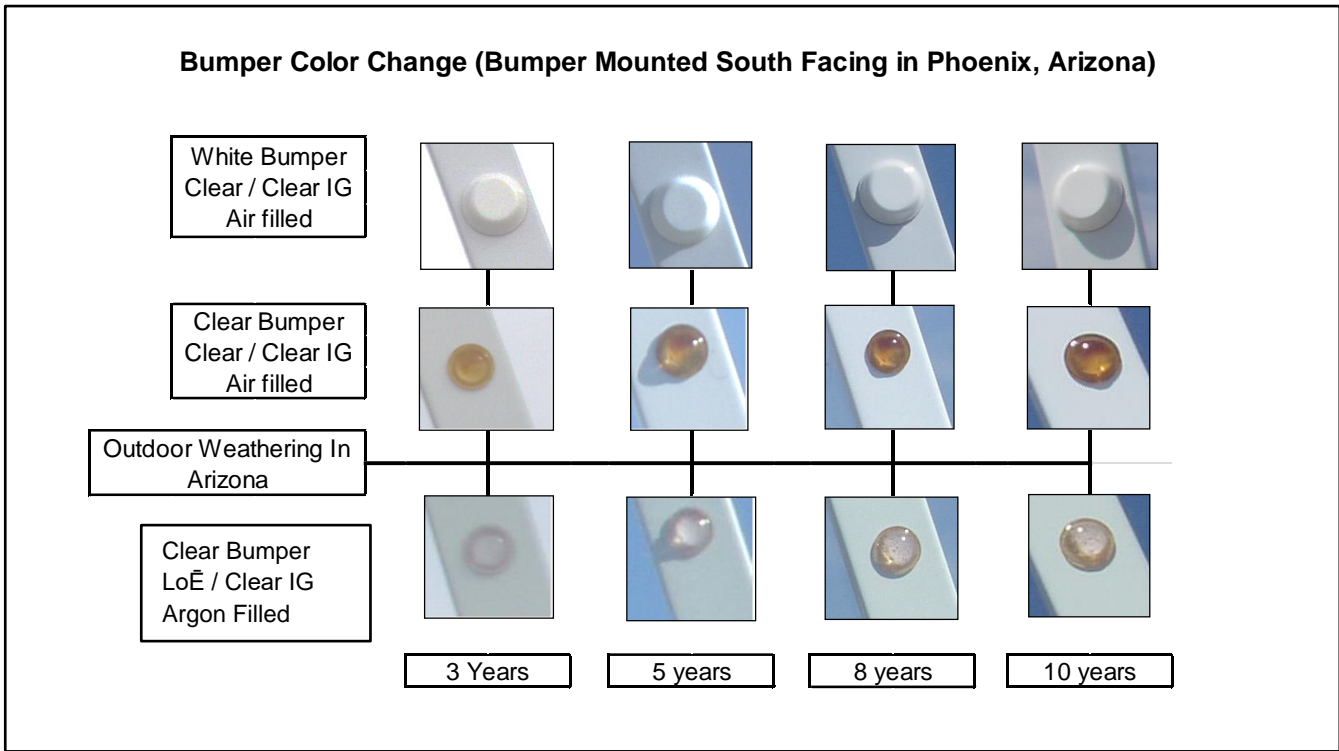 Bumper Color Change (Bumper Mounted South Facing in Phoenix, Arizona)
White Bumper
Clear / Clear IG
Air filled
Clear Bumper
Clear / Clear IG
Air filled
Outdoor Weathering In
Arizona
Clear Bumper
LoĒ / Clear IG
Argon Filled
3 Years
5 years
8 years
10 years